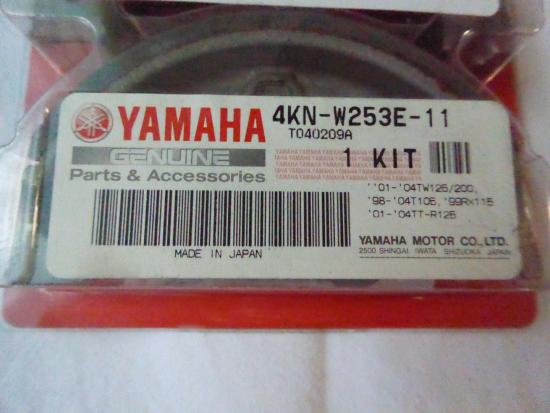 YAMAHA 4KN-W253E-11
T040209A
GENUINE
Parts & Accessories
1 KIT
''01-'04TW125/200,
'98-'04T105, '99RX115
'01-'04TT-R125
MADE IN JAPAN
YAMAHA MOTOR CO.,LTD.
2500 SHINGAI IWATA SHIZUOKA JAPAN